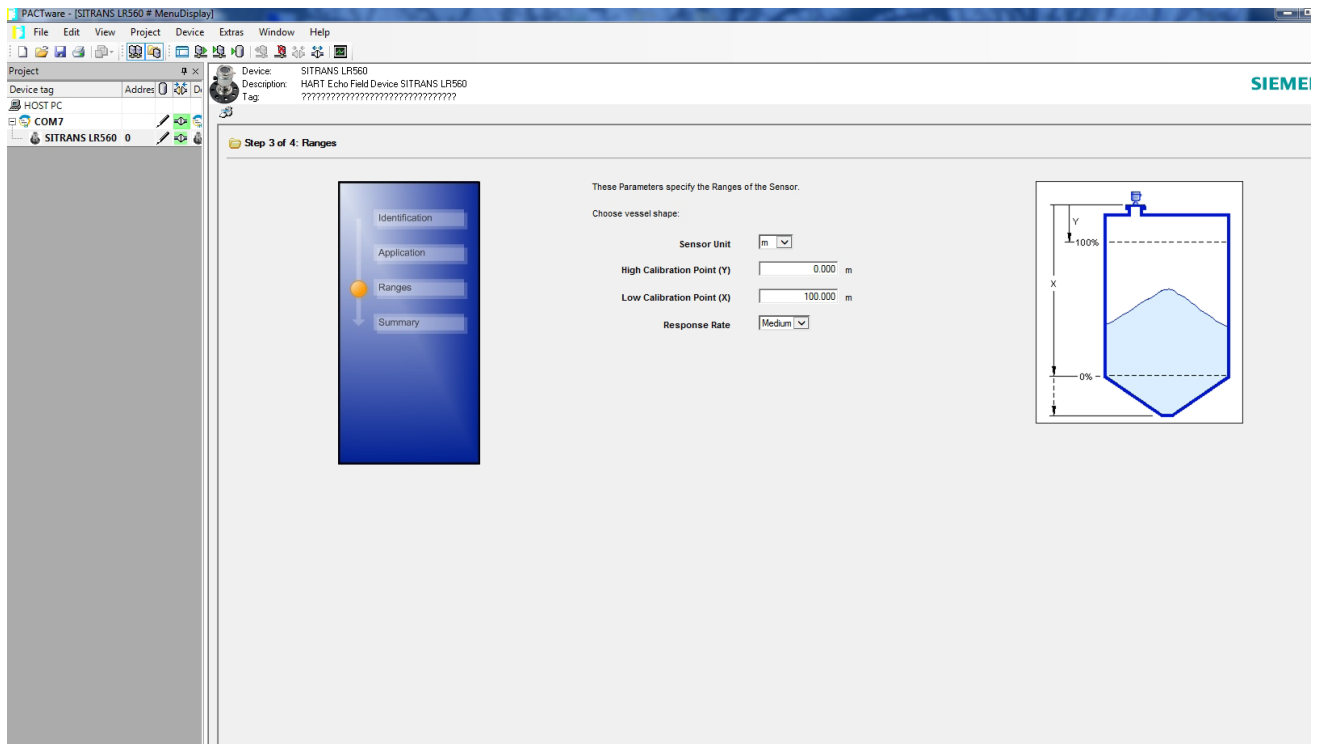 PACTware - [SITRANS LR560 # MenuDisplay]
File Edit View Project Device Extras Window Help
Project
Device tag Addres
HOST PC
COM7
SITRANS LR560 0
Device: SITRANS LR560
Description: HART Echo Field Device SITRANS LR560
Tag: ????????????????????????????????
SIEME
Step 3 of 4: Ranges
Identification
Application
Ranges
Summary
These Parameters specify the Ranges of the Sensor.
Choose vessel shape:
Sensor Unit m
High Calibration Point (Y) 0.000 m
Low Calibration Point (X) 100.000 m
Response Rate Medium
Y
100%
X
0%